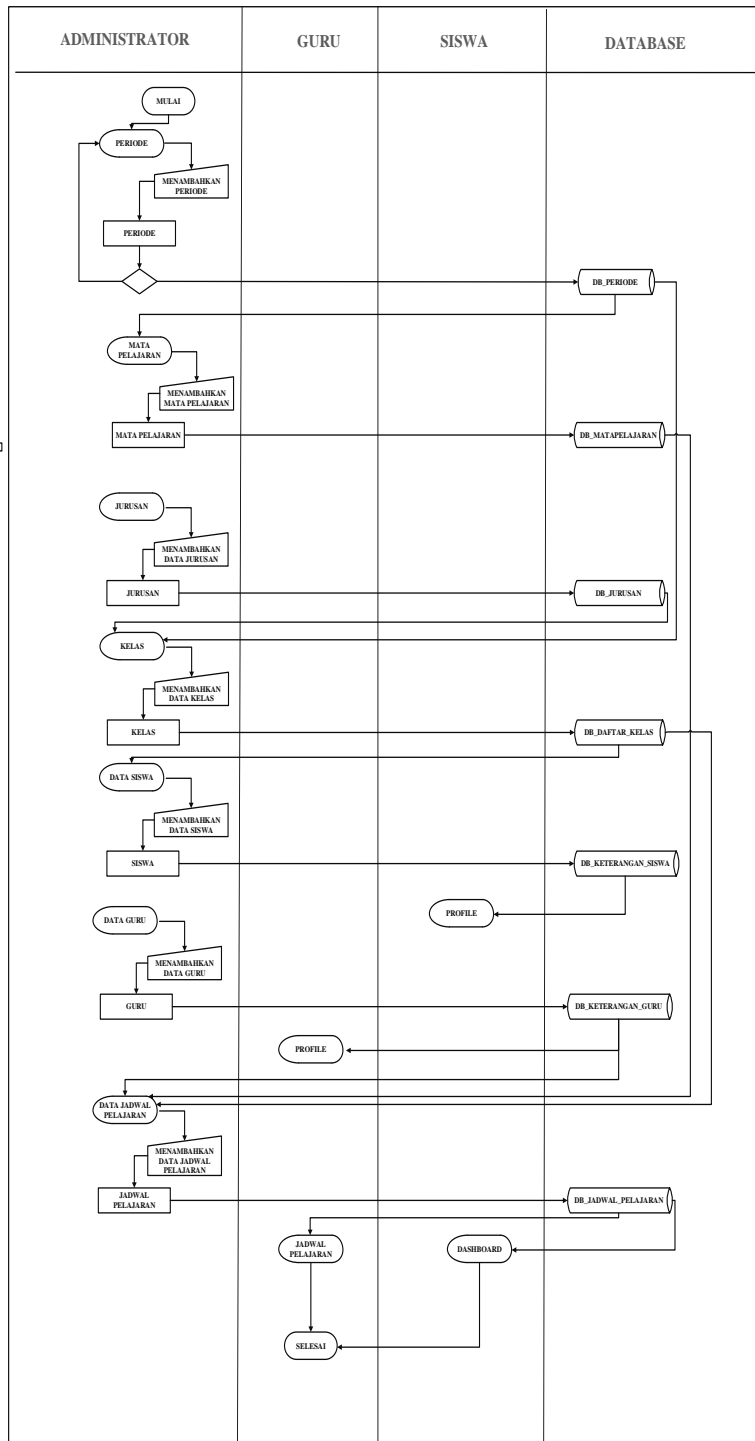 ADMINISTRATOR
GURU
SISWA
DATABASE
MULAI
PERIODE
MENAMBAHKAN
PERIODE
PERIODE
DB_PERIODE
MATA
PELAJARAN
MENAMBAHKAN
MATA PELAJARAN
MATA PELAJARAN
DB_MATAPELAJARAN
JURUSAN
MENAMBAHKAN
DATA JURUSAN
JURUSAN
DB_JURUSAN
KELAS
MENAMBAHKAN
DATA KELAS
KELAS
DB_DAFTAR_KELAS
DATA SISWA
MENAMBAHKAN
DATA SISWA
SISWA
DB_KETERANGAN_SISWA
DATA GURU
PROFILE
MENAMBAHKAN
DATA GURU
GURU
DB_KETERANGAN_GURU
PROFILE
DATA JADWAL
PELAJARAN
MENAMBAHKAN
DATA JADWAL
PELAJARAN
JADWAL
PELAJARAN
DB_JADWAL_PELAJARAN
JADWAL
PELAJARAN
DASHBOARD
SELESAI